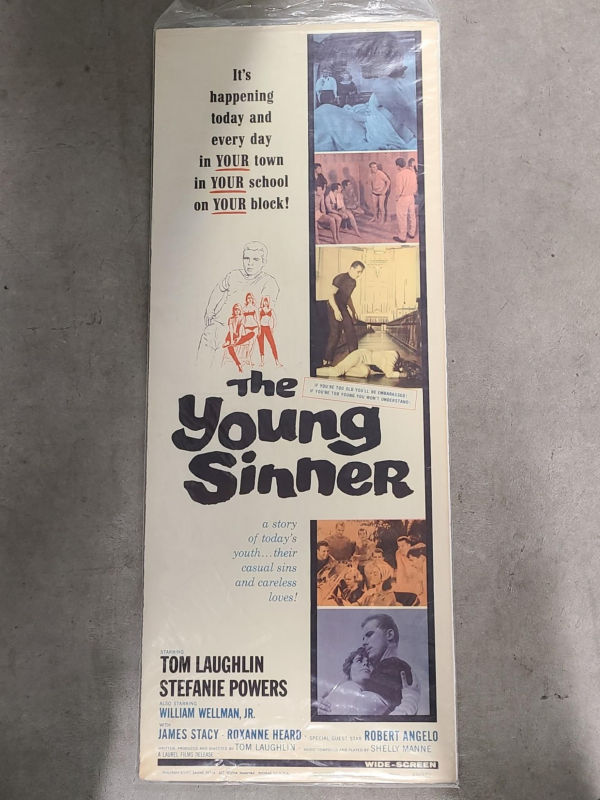 It's
happening
today and
every day
in YOUR town
in YOUR school
on YOUR block!
IF YOU'RE TOO OLD YOU'LL BE EMBARASSED;
IF YOU'RE TOO YOUNG YOU WON'T UNDERSTAND.
The
Young
Sinner
a story
of today's
youth...their
casual sins
and careless
loves!
STARRING
TOM LAUGHLIN
STEFANIE POWERS
ALSO STARRING
WILLIAM WELLMAN, JR.
WITH
JAMES STACY · ROXANNE HEARD · SPECIAL GUEST STAR ROBERT ANGELO
WRITTEN, PRODUCED AND DIRECTED BY TOM LAUGHLIN · MUSIC COMPOSED AND PLAYED BY SHELLY MANNE
A LAUREL FILMS RELEASE
WIDE-SCREEN